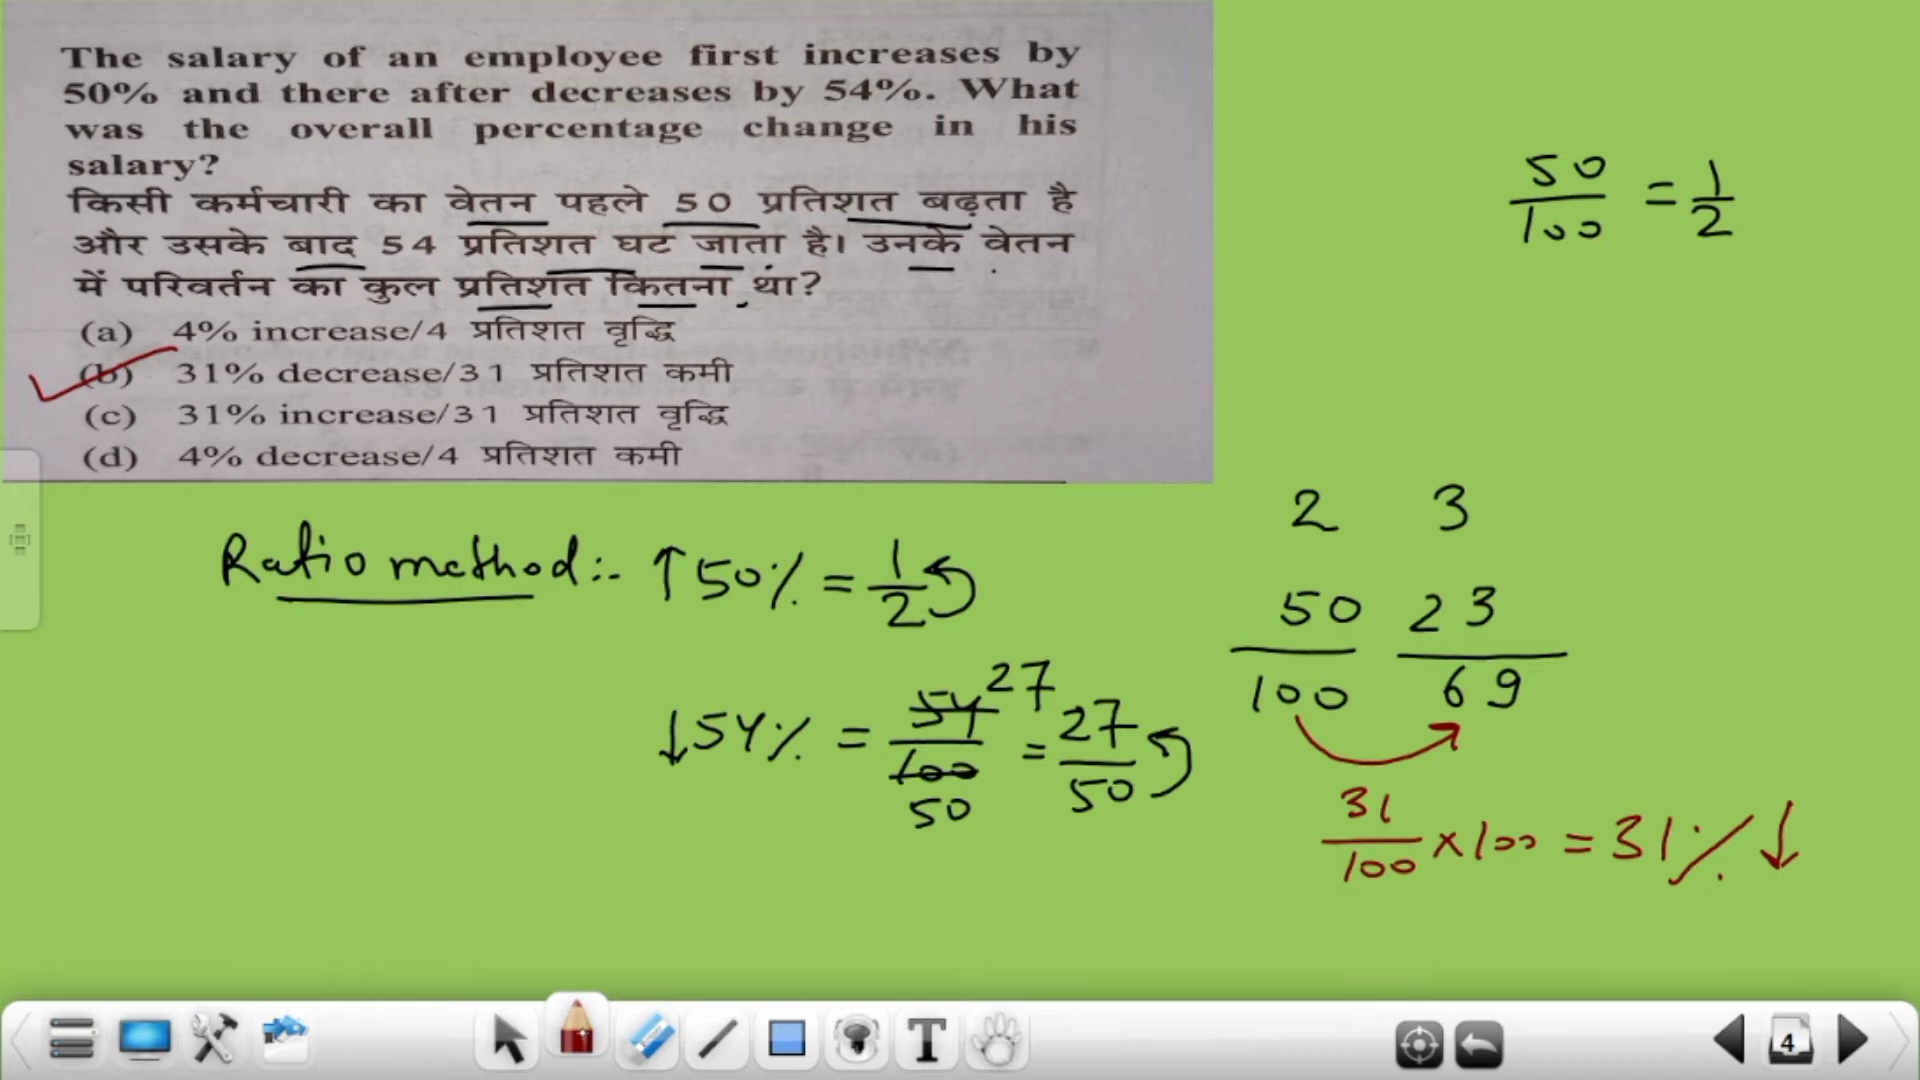 The salary of an employee first increases by
50% and there after decreases by 54%. What
was the overall percentage change in his
salary?
किसी कर्मचारी का वेतन पहले 50 प्रतिशत बढ़ता है
और उसके बाद 54 प्रतिशत घट जाता है। उनके वेतन
में परिवर्तन का कुल प्रतिशत कितना था?
(a) 4% increase/4 प्रतिशत वृद्धि
(b) 31% decrease/31 प्रतिशत कमी
(c) 31% increase/31 प्रतिशत वृद्धि
(d) 4% decrease/4 प्रतिशत कमी
50/100 = 1/2
Ratio method:- ↑50% = 1/2
↓54% = 54/100 27 50 = 27/50
2 3
50 23
100 69
31/100 × 100 = 31% ↓
T
4